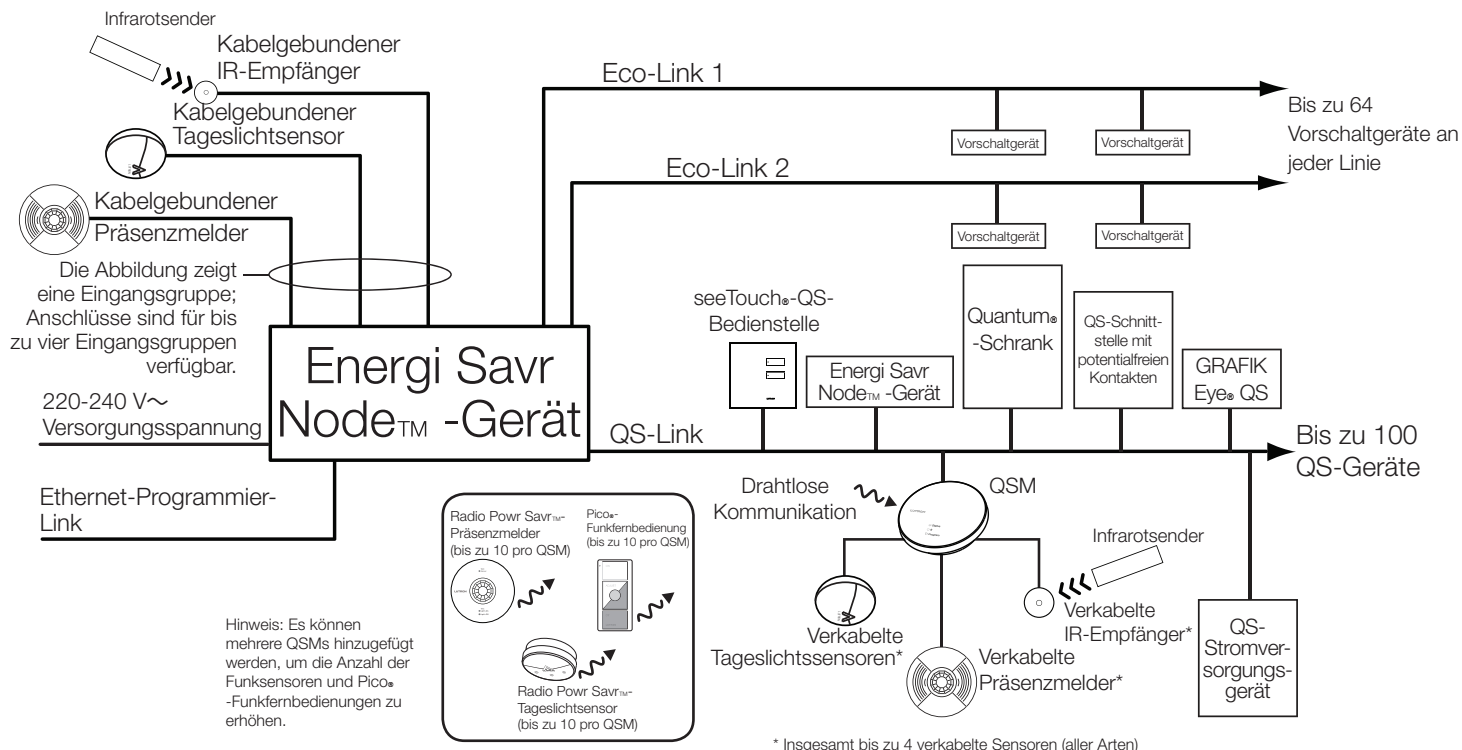 Infrarotsender
Kabelgebundener
IR-Empfänger
Kabelgebundener
Tageslichtsensor
Kabelgebundener
Präsenzmelder
Die Abbildung zeigt
eine Eingangsgruppe;
Anschlüsse sind für bis
zu vier Eingangsgruppen
verfügbar.
220-240 V~
Versorgungsspannung
Ethernet-Programmier-
Link
Energi Savr
Node™ -Gerät
Eco-Link 1
Vorschaltgerät
Vorschaltgerät
Eco-Link 2
Vorschaltgerät
Vorschaltgerät
Bis zu 64
Vorschaltgeräte an
jeder Linie
seeTouch®-QS-
Bedienstelle
Energi Savr
Node™ -Gerät
Quantum®
-Schrank
QS-Schnitt-
stelle mit
potentialfreien
Kontakten
GRAFIK
Eye® QS
QS-Link
Bis zu 100
QS-Geräte
Drahtlose
Kommunikation
QSM
Infrarotsender
Verkabelte
Tageslichtssensoren*
Verkabelte
Präsenzmelder*
Verkabelte
IR-Empfänger*
QS-
Stromver-
sorgungs-
gerät
Radio Powr Savr™-
Präsenzmelder
(bis zu 10 pro QSM)
Pico®-
Funkfernbedienung
(bis zu 10 pro QSM)
Radio Powr Savr™-
Tageslichtsensor
(bis zu 10 pro QSM)
Hinweis: Es können
mehrere QSMs hinzugefügt
werden, um die Anzahl der
Funksensoren und Pico®
-Funkfernbedienungen zu
erhöhen.
* Insgesamt bis zu 4 verkabelte Sensoren (aller Arten)